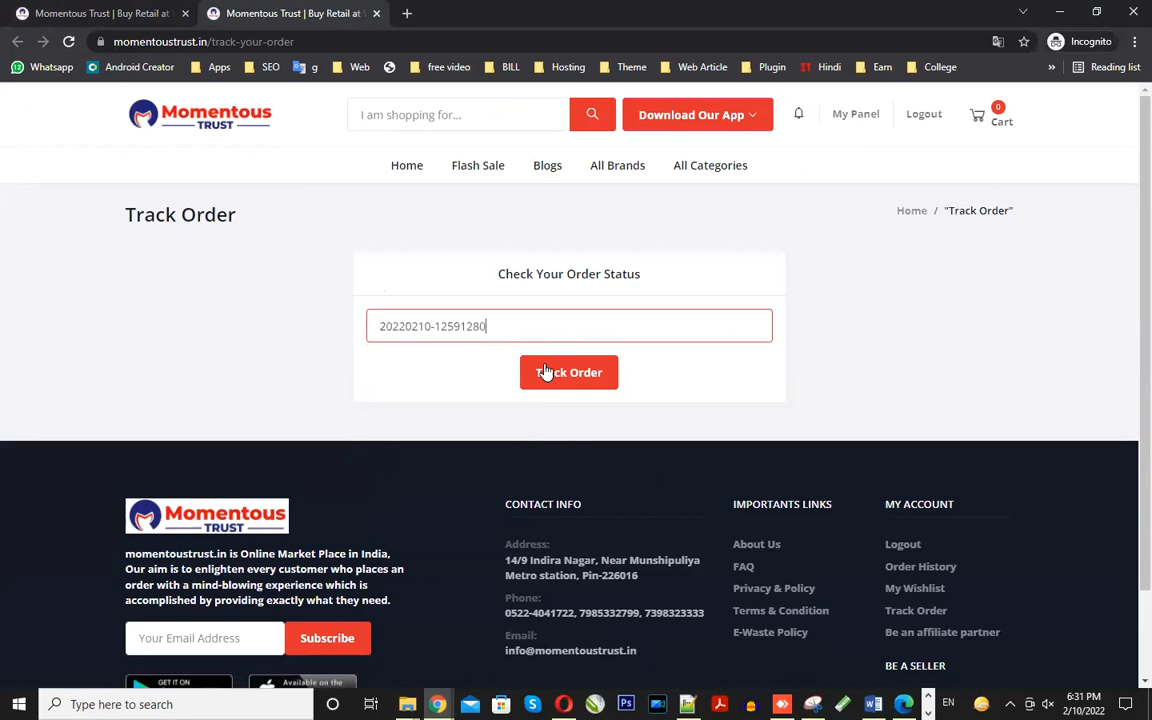 Momentous Trust | Buy Retail at
Momentous Trust | Buy Retail at
momentoustrust.in/track-your-order
Incognito
Whatsapp
Android Creator
Apps
SEO
g
Web
free video
BILL
Hosting
Theme
Web Article
Plugin
Hindi
Earn
College
»
Reading list
Momentous
TRUST
I am shopping for...
Download Our App
My Panel
Logout
0
Cart
Home
Flash Sale
Blogs
All Brands
All Categories
Track Order
Home / "Track Order"
Check Your Order Status
20220210-12591280
Track Order
Momentous
TRUST
momentoustrust.in is Online Market Place in India,
Our aim is to enlighten every customer who places an
order with a mind-blowing experience which is
accomplished by providing exactly what they need.
Your Email Address
Subscribe
GET IT ON
Available on the
CONTACT INFO
Address:
14/9 Indira Nagar, Near Munshipuliya
Metro station, Pin-226016
Phone:
0522-4041722, 7985332799, 7398323333
Email:
info@momentoustrust.in
IMPORTANTS LINKS
About Us
FAQ
Privacy & Policy
Terms & Condition
E-Waste Policy
MY ACCOUNT
Logout
Order History
My Wishlist
Track Order
Be an affiliate partner
BE A SELLER
Type here to search
EN
6:31 PM
2/10/2022